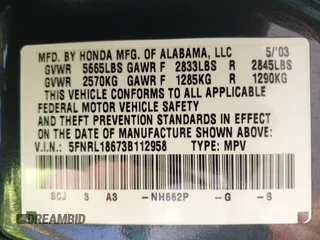 MFD. BY HONDA MFG. OF ALABAMA, LLC 5/03
GVWR 5665LBS GAWR F 2833LBS R 2845LBS
GVWR 2570KG GAWR F 1285KG R 1290KG
THIS VEHICLE CONFORMS TO ALL APPLICABLE
FEDERAL MOTOR VEHICLE SAFETY
AND THEFT PREVENTION STANDARDS IN EFFECT
ON THE DATE OF MANUFACTURE SHOWN ABOVE
V.I.N.: 5FNRL18673B112958 TYPE: MPV
SCJ 3 A3 -NH662P -G -B
DREAMBID